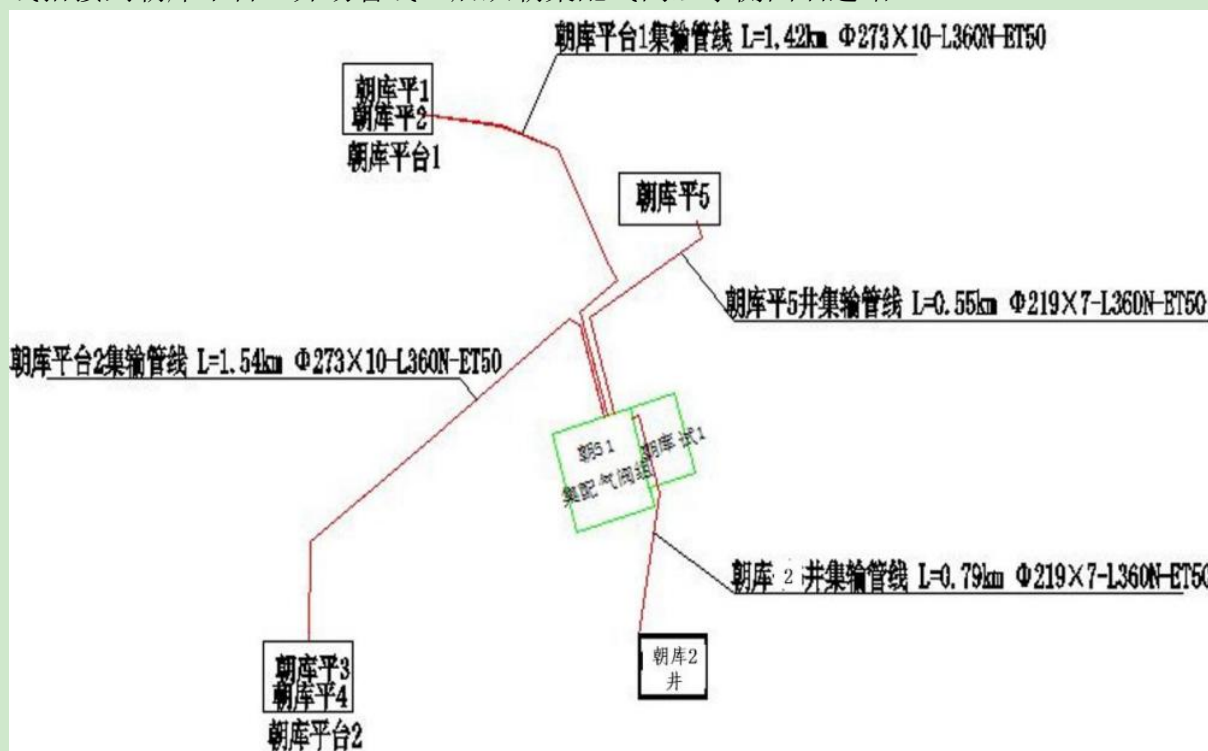 朝库平台1集输管线 L=1.42km Φ273×10-L360N-ET50
朝库平1
朝库平2
朝库平台1
朝库平5
朝库平5井集输管线 L=0.55km Φ219×7-L360N-ET50
朝库平台2集输管线 L=1.54km Φ273×10-L360N-ET50
朝51
集配气阀组
朝库试1
朝库 2 井集输管线 L=0.79km Φ219×7-L360N-ET50
朝库2
井
朝库平3
朝库平4
朝库平台2